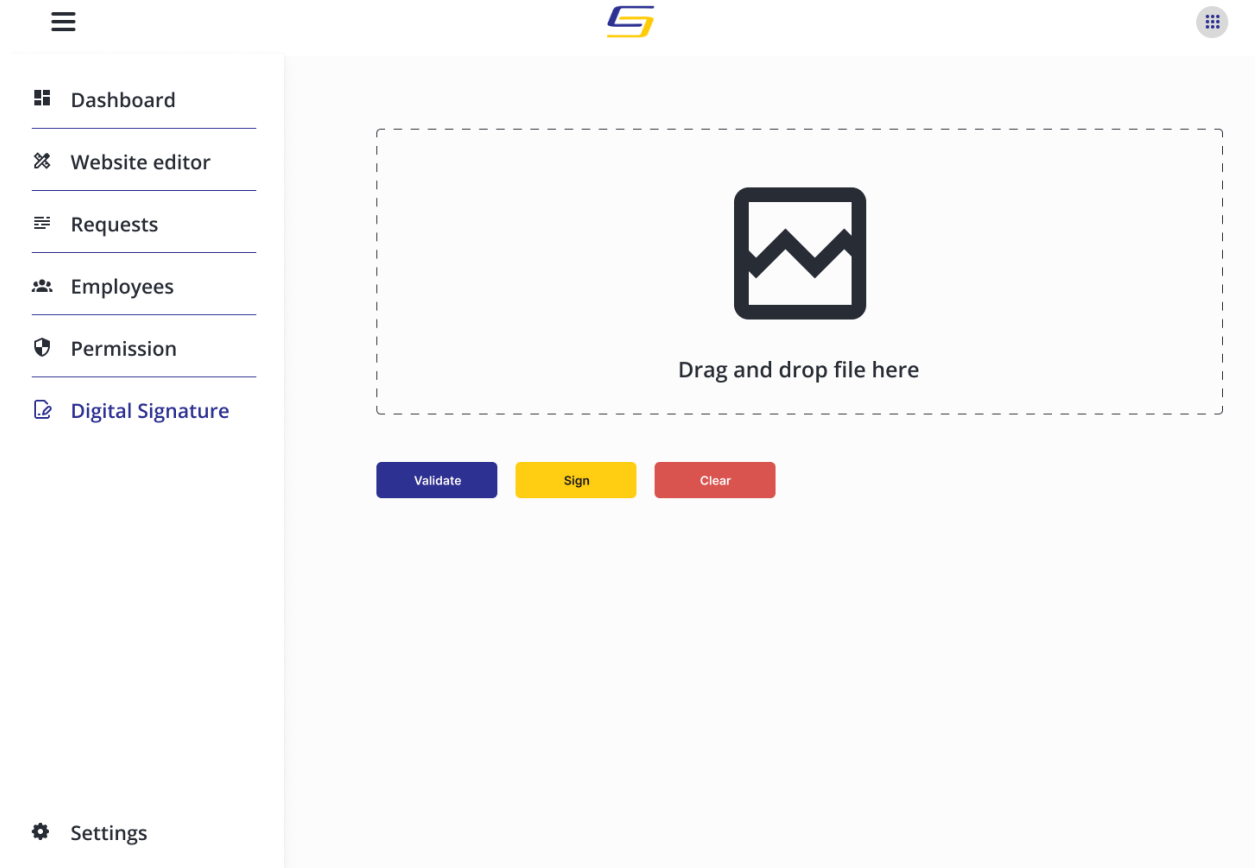 Dashboard
Website editor
Requests
Employees
Permission
Digital Signature
Settings
Drag and drop file here
Validate
Sign
Clear